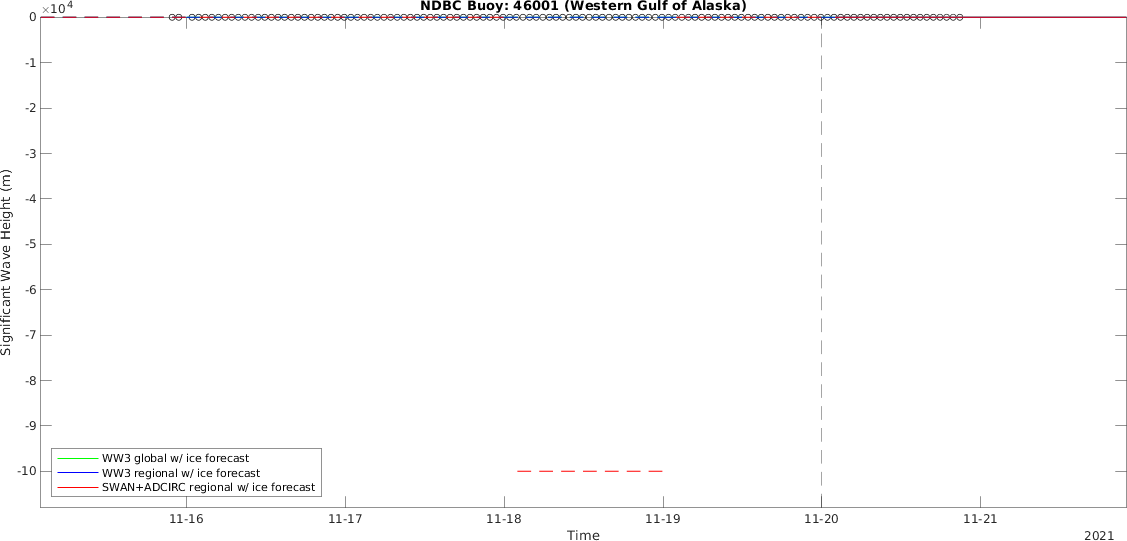 NDBC Buoy: 46001 (Western Gulf of Alaska)
×10^4
0
-1
-2
-3
-4
-5
-6
-7
-8
-9
-10
Significant Wave Height (m)
WW3 global w/ ice forecast
WW3 regional w/ ice forecast
SWAN+ADCIRC regional w/ ice forecast
11-16 11-17 11-18 11-19 11-20 11-21
Time
2021